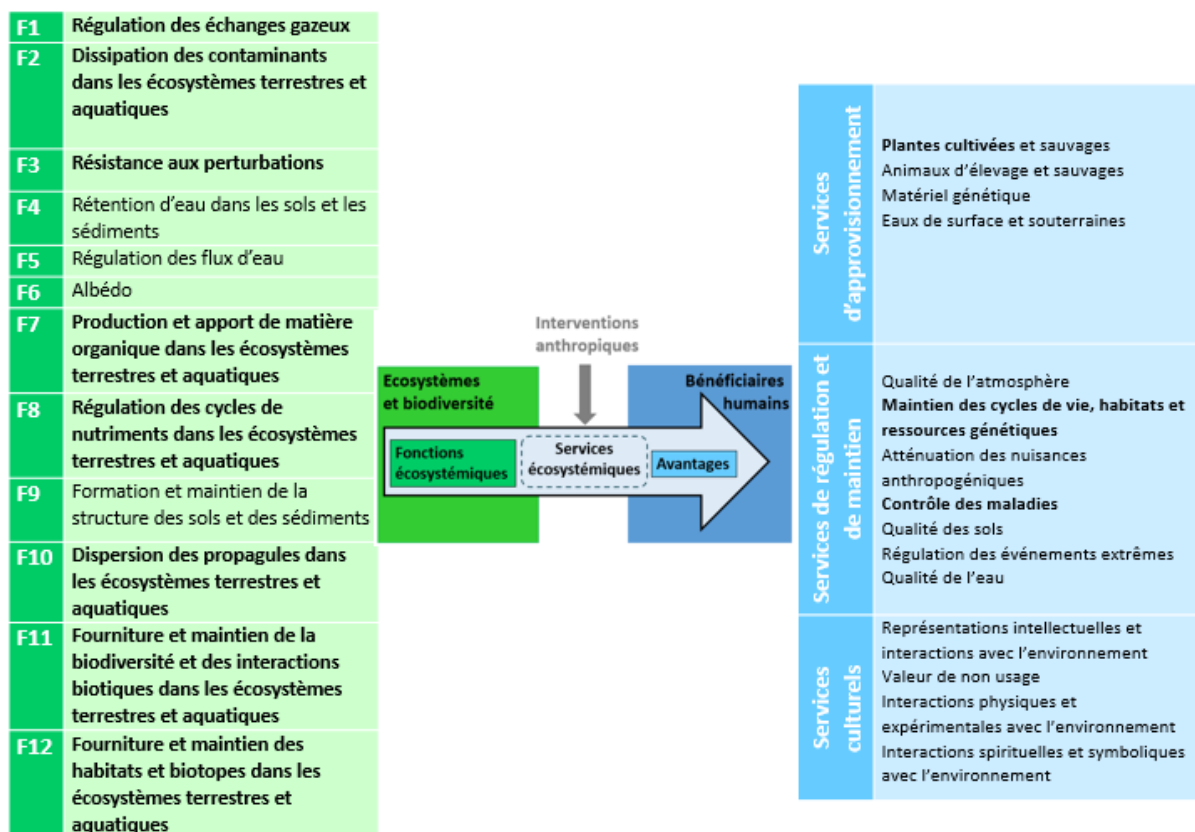 F1 Régulation des échanges gazeux
F2 Dissipation des contaminants
dans les écosystèmes terrestres et
aquatiques
F3 Résistance aux perturbations
F4 Rétention d'eau dans les sols et les
sédiments
F5 Régulation des flux d'eau
F6 Albédo
F7 Production et apport de matière
organique dans les écosystèmes
terrestres et aquatiques
F8 Régulation des cycles de
nutriments dans les écosystèmes
terrestres et aquatiques
F9 Formation et maintien de la
structure des sols et des sédiments
F10 Dispersion des propagules dans
les écosystèmes terrestres et
aquatiques
F11 Fourniture et maintien de la
biodiversité et des interactions
biotiques dans les écosystèmes
terrestres et aquatiques
F12 Fourniture et maintien des
habitats et biotopes dans les
écosystèmes terrestres et
aquatiques
Interventions
anthropiques
Ecosystèmes
et biodiversité
Bénéficiaires
humains
Fonctions
écosystémiques
Services
écosystémiques
Avantages
Services
d'approvisionnement
Plantes cultivées et sauvages
Animaux d'élevage et sauvages
Matériel génétique
Eaux de surface et souterraines
Services de régulation et
de maintien
Qualité de l'atmosphère
Maintien des cycles de vie, habitats et
ressources génétiques
Atténuation des nuisances
anthropogéniques
Contrôle des maladies
Qualité des sols
Régulation des événements extrêmes
Qualité de l'eau
Services
culturels
Représentations intellectuelles et
interactions avec l'environnement
Valeur de non usage
Interactions physiques et
expérimentales avec l'environnement
Interactions spirituelles et symboliques
avec l'environnement